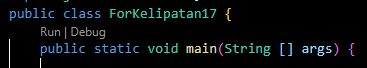 public class ForKelipatan17 {
Run | Debug
public static void main(String [] args) {